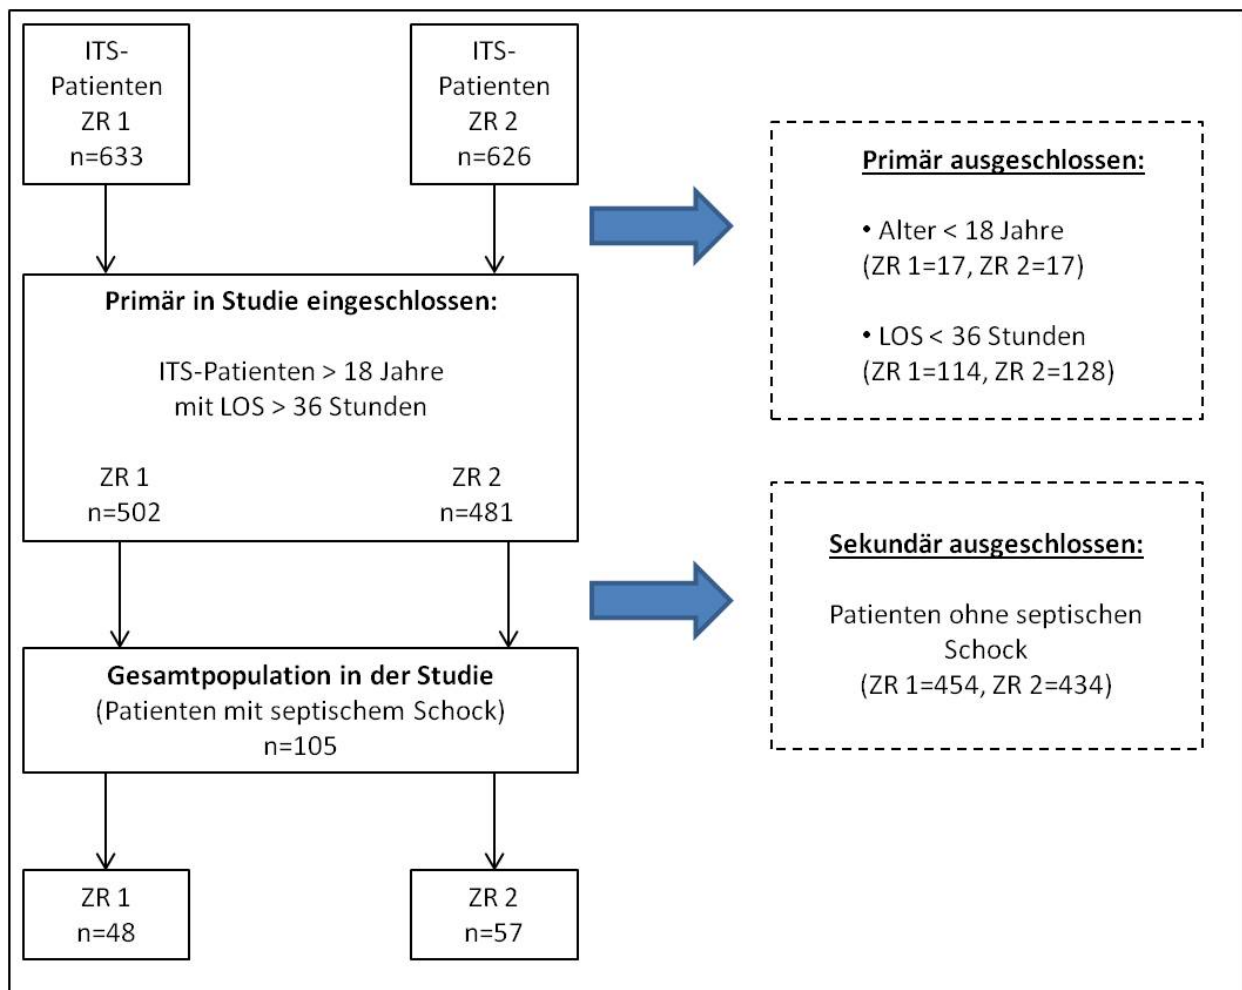 ITS-
Patienten
ZR 1
n=633
ITS-
Patienten
ZR 2
n=626
Primär ausgeschlossen:
• Alter < 18 Jahre
(ZR 1=17, ZR 2=17)
• LOS < 36 Stunden
(ZR 1=114, ZR 2=128)
Primär in Studie eingeschlossen:
ITS-Patienten > 18 Jahre
mit LOS > 36 Stunden
ZR 1
n=502
ZR 2
n=481
Sekundär ausgeschlossen:
Patienten ohne septischen
Schock
(ZR 1=454, ZR 2=434)
Gesamtpopulation in der Studie
(Patienten mit septischem Schock)
n=105
ZR 1
n=48
ZR 2
n=57